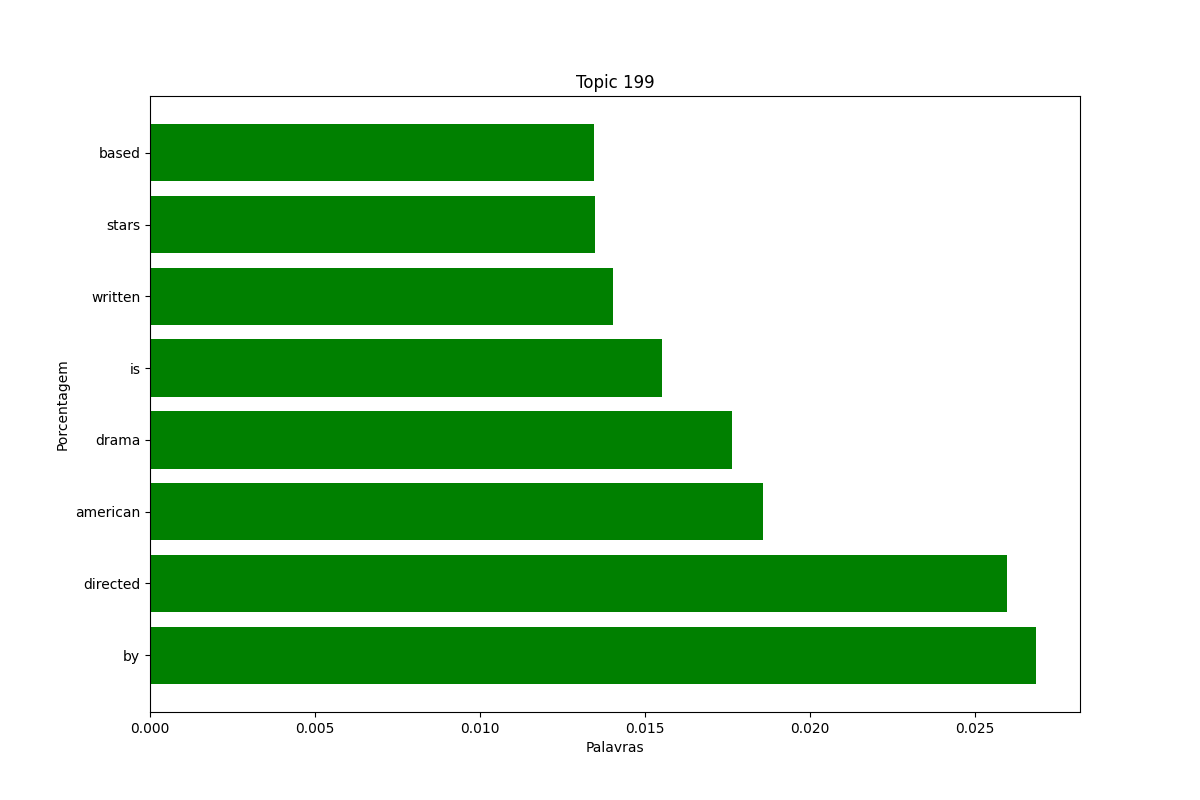 Topic 199
based
stars
written
is
drama
american
directed
by
Porcentagem
0.000 0.005 0.010 0.015 0.020 0.025
Palavras